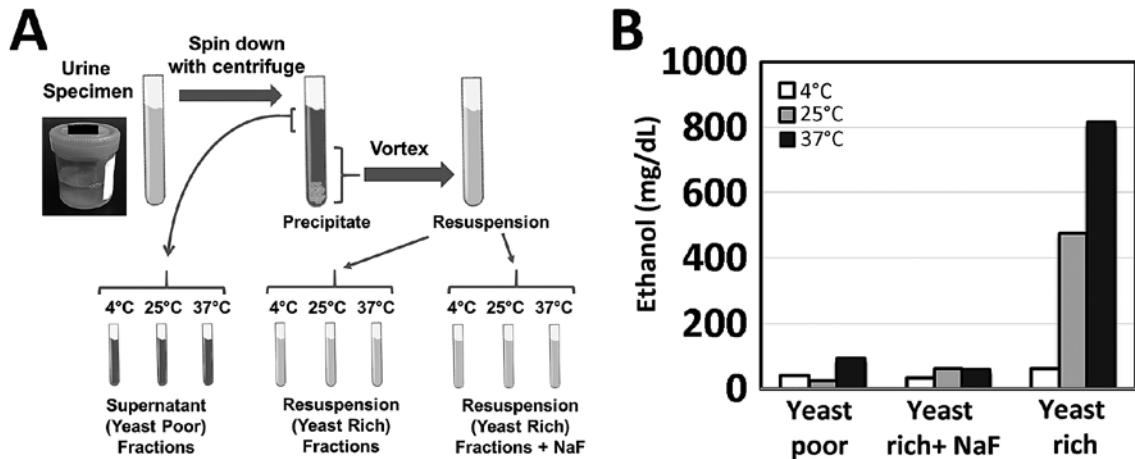 A
Urine
Specimen
Spin down
with centrifuge
Vortex
Precipitate
Resuspension
4°C 25°C 37°C
4°C 25°C 37°C
4°C 25°C 37°C
Supernatant
(Yeast Poor)
Fractions
Resuspension
(Yeast Rich)
Fractions
Resuspension
(Yeast Rich)
Fractions + NaF
B
Ethanol (mg/dL)
1000
800
600
400
200
0
4°C
25°C
37°C
Yeast
poor
Yeast
rich+ NaF
Yeast
rich